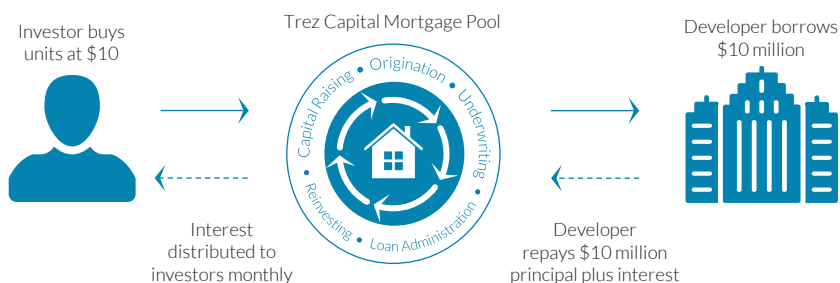 Investor buys
units at $10
Trez Capital Mortgage Pool
Developer borrows
$10 million
Capital Raising • Origination • Underwriting • Loan Administration • Reinvesting •
Interest
distributed to
investors monthly
Developer
repays $10 million
principal plus interest